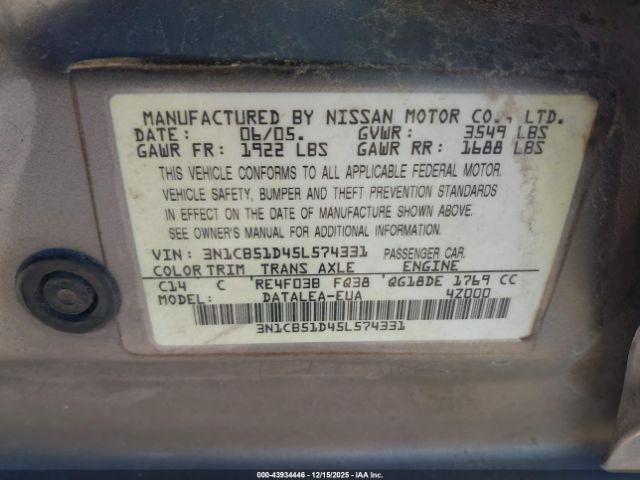 MANUFACTURED BY NISSAN MOTOR CO., LTD.
DATE: 06/05. GVWR: 3549 LBS
GAWR FR: 1922 LBS GAWR RR: 1688 LBS
THIS VEHICLE CONFORMS TO ALL APPLICABLE FEDERAL MOTOR
VEHICLE SAFETY, BUMPER AND THEFT PREVENTION STANDARDS
IN EFFECT ON THE DATE OF MANUFACTURE SHOWN ABOVE.
SEE OWNER'S MANUAL FOR ADDITIONAL INFORMATION.
VIN: 3N1CB51D45L574331 PASSENGER CAR.
COLOR TRIM TRANS AXLE ENGINE
C14 C RE4F03B FQ38 QG18DE 1769 CC
MODEL: DATALEA-EUA 4Z000
3N1CB51D45L574331
000-43934446 - 12/15/2025 - IAA Inc.